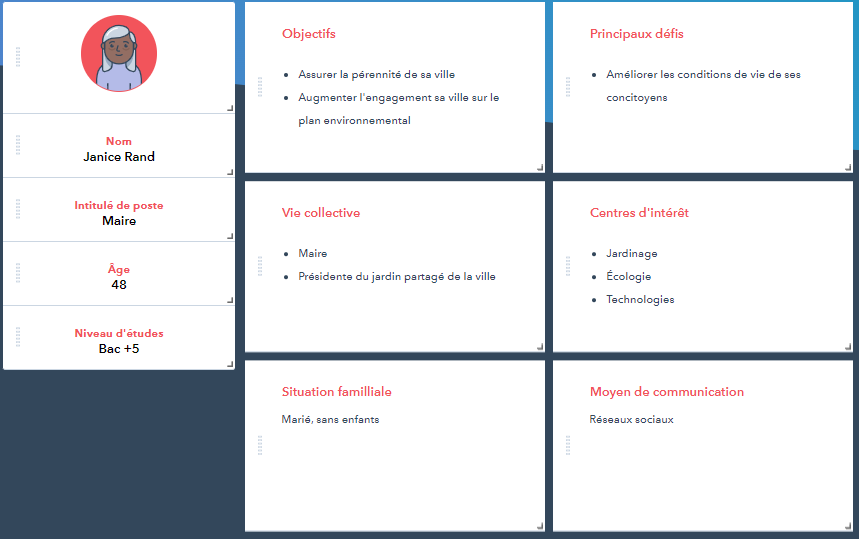 Nom
Janice Rand
Intitulé de poste
Maire
Âge
48
Niveau d'études
Bac +5
Objectifs
• Assurer la pérennité de sa ville
• Augmenter l'engagement sa ville sur le
plan environnemental
Principaux défis
• Améliorer les conditions de vie de ses
concitoyens
Vie collective
• Maire
• Présidente du jardin partagé de la ville
Centres d'intérêt
• Jardinage
• Écologie
• Technologies
Situation familliale
Marié, sans enfants
Moyen de communication
Réseaux sociaux